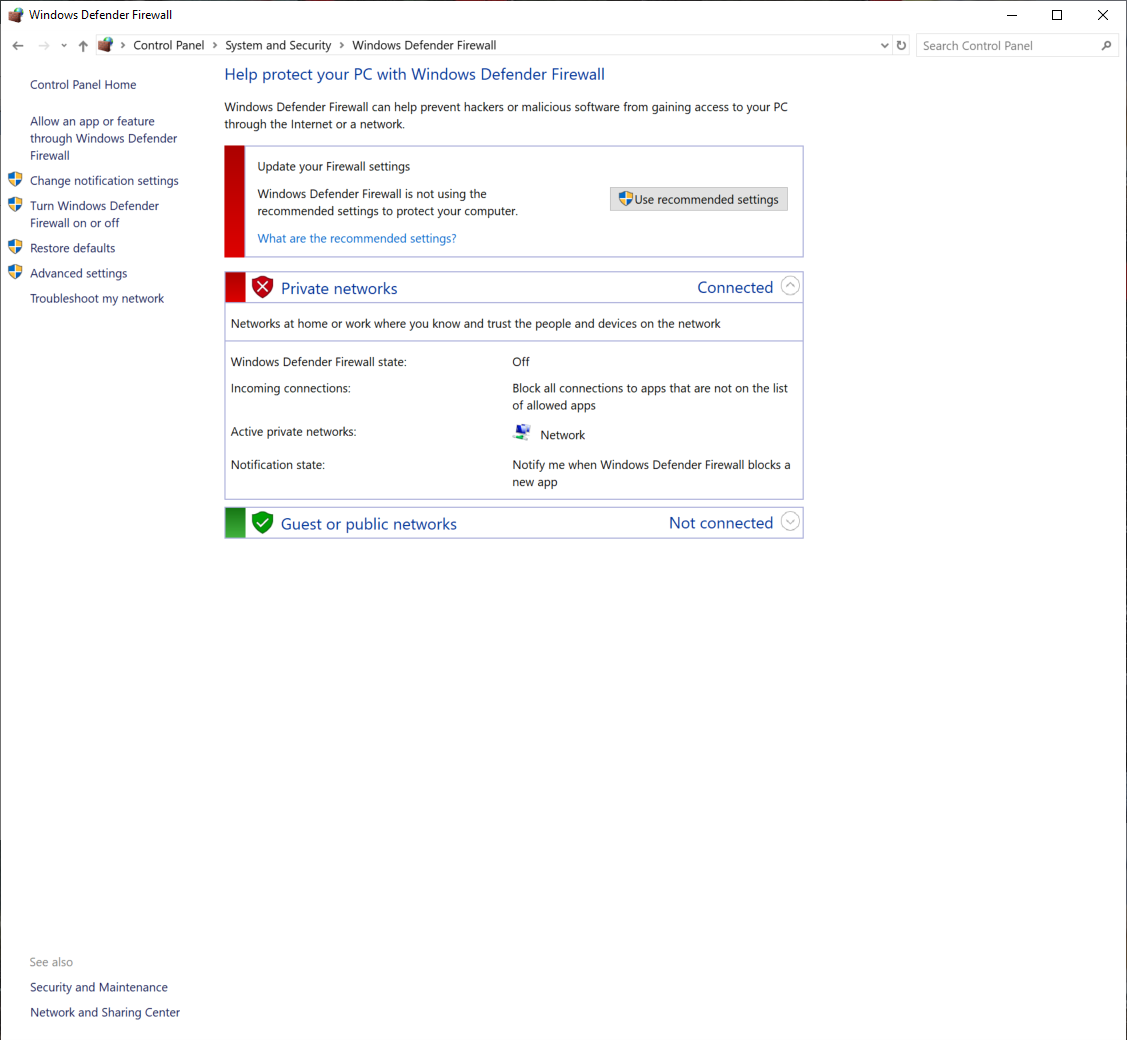 Windows Defender Firewall
Control Panel
System and Security
Windows Defender Firewall
Search Control Panel
Control Panel Home
Allow an app or feature
through Windows Defender
Firewall
Change notification settings
Turn Windows Defender
Firewall on or off
Restore defaults
Advanced settings
Troubleshoot my network
Help protect your PC with Windows Defender Firewall
Windows Defender Firewall can help prevent hackers or malicious software from gaining access to your PC
through the Internet or a network.
Update your Firewall settings
Windows Defender Firewall is not using the
recommended settings to protect your computer.
Use recommended settings
What are the recommended settings?
Private networks
Connected
Networks at home or work where you know and trust the people and devices on the network
Windows Defender Firewall state:
Off
Incoming connections:
Block all connections to apps that are not on the list
of allowed apps
Active private networks:
Network
Notification state:
Notify me when Windows Defender Firewall blocks a
new app
Guest or public networks
Not connected
See also
Security and Maintenance
Network and Sharing Center